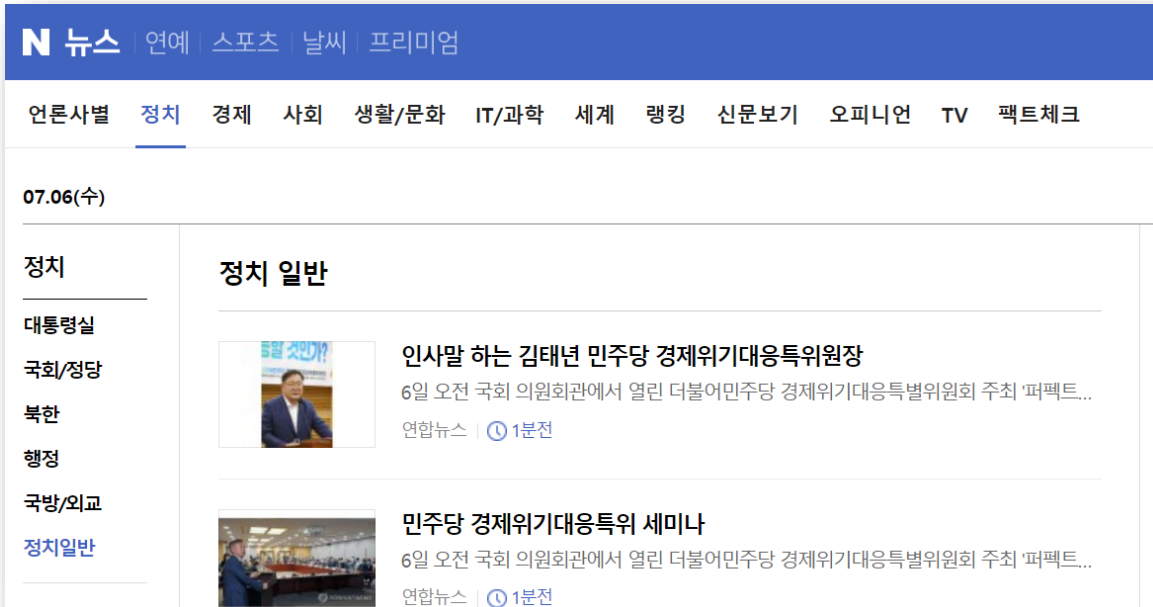 N 뉴스 연예 스포츠 날씨 프리미엄
언론사별 정치 경제 사회 생활/문화 IT/과학 세계 랭킹 신문보기 오피니언 TV 팩트체크
07.06(수)
정치
대통령실
국회/정당
북한
행정
국방/외교
정치일반
정치 일반
인사말 하는 김태년 민주당 경제위기대응특위원장
6일 오전 국회 의원회관에서 열린 더불어민주당 경제위기대응특별위원회 주최 '퍼펙트...
연합뉴스 1분전
민주당 경제위기대응특위 세미나
6일 오전 국회 의원회관에서 열린 더불어민주당 경제위기대응특별위원회 주최 '퍼펙트...
연합뉴스 1분전